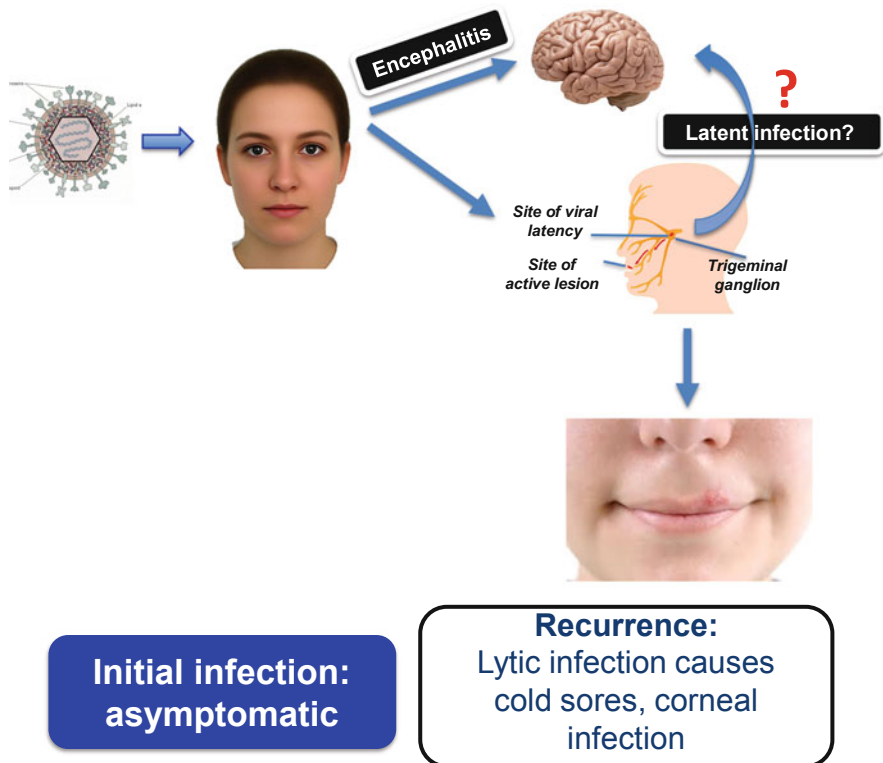 Encephalitis
?
Latent infection?
Site of viral
latency
Site of
active lesion
Trigeminal
ganglion
Initial infection:
asymptomatic
Recurrence:
Lytic infection causes
cold sores, corneal
infection